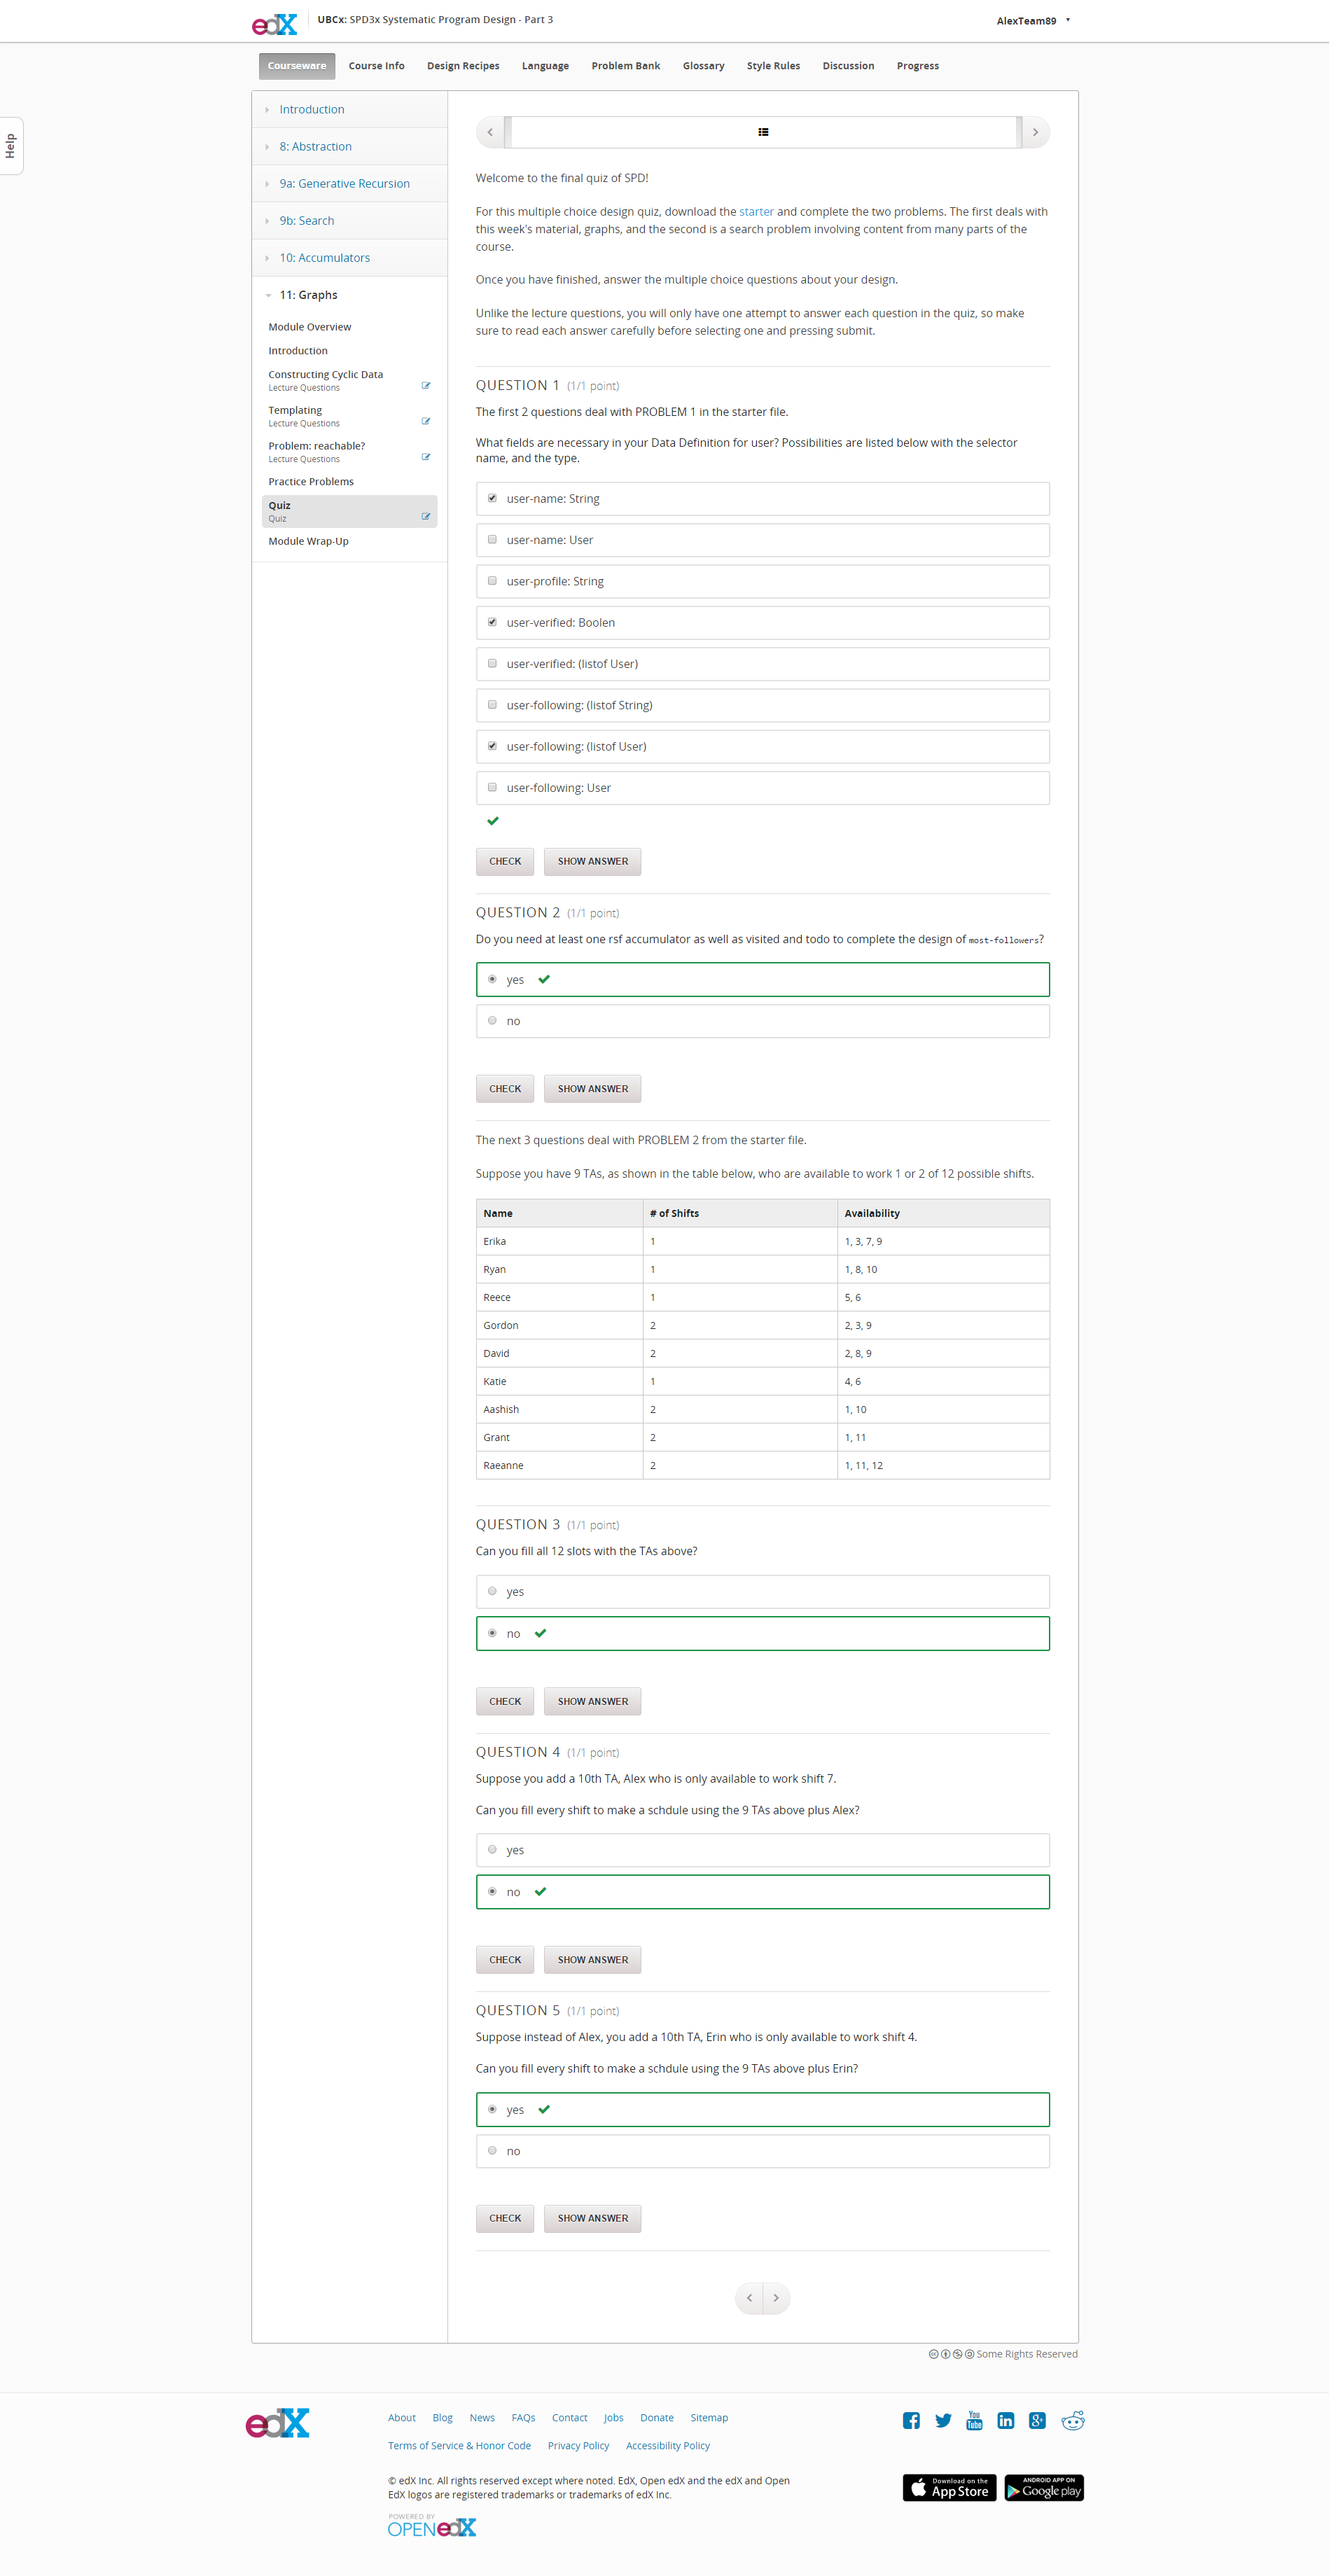 edX
UBCx: SPD3x Systematic Program Design - Part 3
AlexTeam89
Courseware
Course Info
Design Recipes
Language
Problem Bank
Glossary
Style Rules
Discussion
Progress
Help
Introduction
8: Abstraction
9a: Generative Recursion
9b: Search
10: Accumulators
11: Graphs
Module Overview
Introduction
Constructing Cyclic Data
Lecture Questions
Templating
Lecture Questions
Problem: reachable?
Lecture Questions
Practice Problems
Quiz
Quiz
Module Wrap-Up
Welcome to the final quiz of SPD!
For this multiple choice design quiz, download the starter and complete the two problems. The first deals with
this week's material, graphs, and the second is a search problem involving content from many parts of the
course.
Once you have finished, answer the multiple choice questions about your design.
Unlike the lecture questions, you will only have one attempt to answer each question in the quiz, so make
sure to read each answer carefully before selecting one and pressing submit.
QUESTION 1 (1/1 point)
The first 2 questions deal with PROBLEM 1 in the starter file.
What fields are necessary in your Data Definition for user? Possibilities are listed below with the selector
name, and the type.
user-name: String
user-name: User
user-profile: String
user-verified: Boolen
user-verified: (listof User)
user-following: (listof String)
user-following: (listof User)
user-following: User
CHECK
SHOW ANSWER
QUESTION 2 (1/1 point)
Do you need at least one rsf accumulator as well as visited and todo to complete the design of most-followers?
yes
no
CHECK
SHOW ANSWER
The next 3 questions deal with PROBLEM 2 from the starter file.
Suppose you have 9 TAs, as shown in the table below, who are available to work 1 or 2 of 12 possible shifts.
Name # of Shifts Availability
Erika 1 1, 3, 7, 9
Ryan 1 1, 8, 10
Reece 1 5, 6
Gordon 2 2, 3, 9
David 2 2, 8, 9
Katie 1 4, 6
Aashish 2 1, 10
Grant 2 1, 11
Raeanne 2 1, 11, 12
QUESTION 3 (1/1 point)
Can you fill all 12 slots with the TAs above?
yes
no
CHECK
SHOW ANSWER
QUESTION 4 (1/1 point)
Suppose you add a 10th TA, Alex who is only available to work shift 7.
Can you fill every shift to make a schdule using the 9 TAs above plus Alex?
yes
no
CHECK
SHOW ANSWER
QUESTION 5 (1/1 point)
Suppose instead of Alex, you add a 10th TA, Erin who is only available to work shift 4.
Can you fill every shift to make a schdule using the 9 TAs above plus Erin?
yes
no
CHECK
SHOW ANSWER
Some Rights Reserved
edX
About
Blog
News
FAQs
Contact
Jobs
Donate
Sitemap
Terms of Service & Honor Code
Privacy Policy
Accessibility Policy
© edX Inc. All rights reserved except where noted. EdX, Open edX and the edX and Open
EdX logos are registered trademarks or trademarks of edX Inc.
POWERED BY
OPEN edX
You Tube
in
g+
Download on the
App Store
ANDROID APP ON
Google play